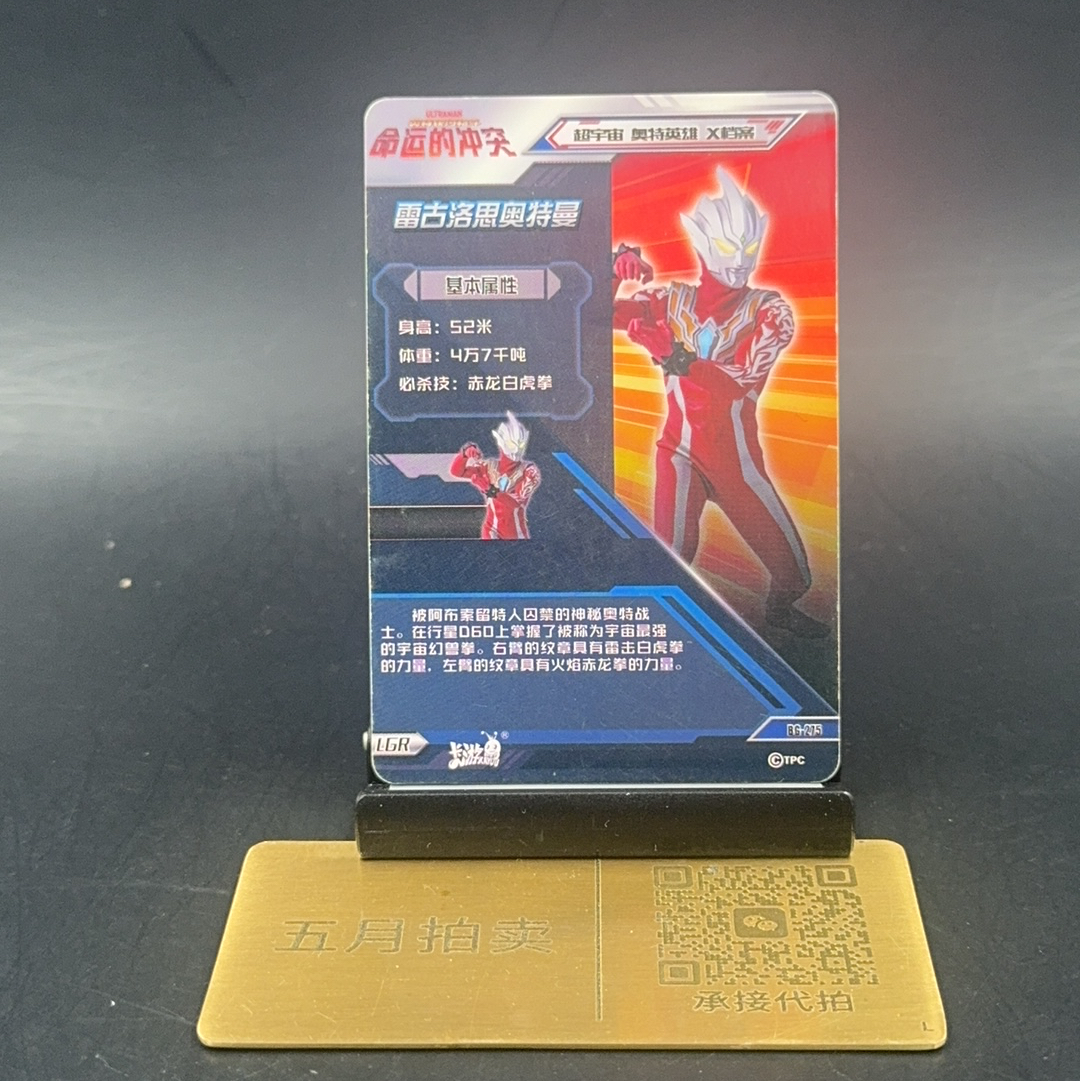 ULTRAMAN
命运的冲突
超宇宙 奥特英雄 X档案
雷古洛思奥特曼
基本属性
身高：52米
体重：4万7千吨
必杀技：赤龙白虎拳
被阿布索留特人囚禁的神秘奥特战
士。在行星D60上掌握了被称为宇宙最强
的宇宙幻兽拳。右臂的纹章具有雷击白虎拳
的力量，左臂的纹章具有火焰赤龙拳的力量。
BG-275
LGR
卡游
®
©TPC
五月拍卖
承接代拍
L